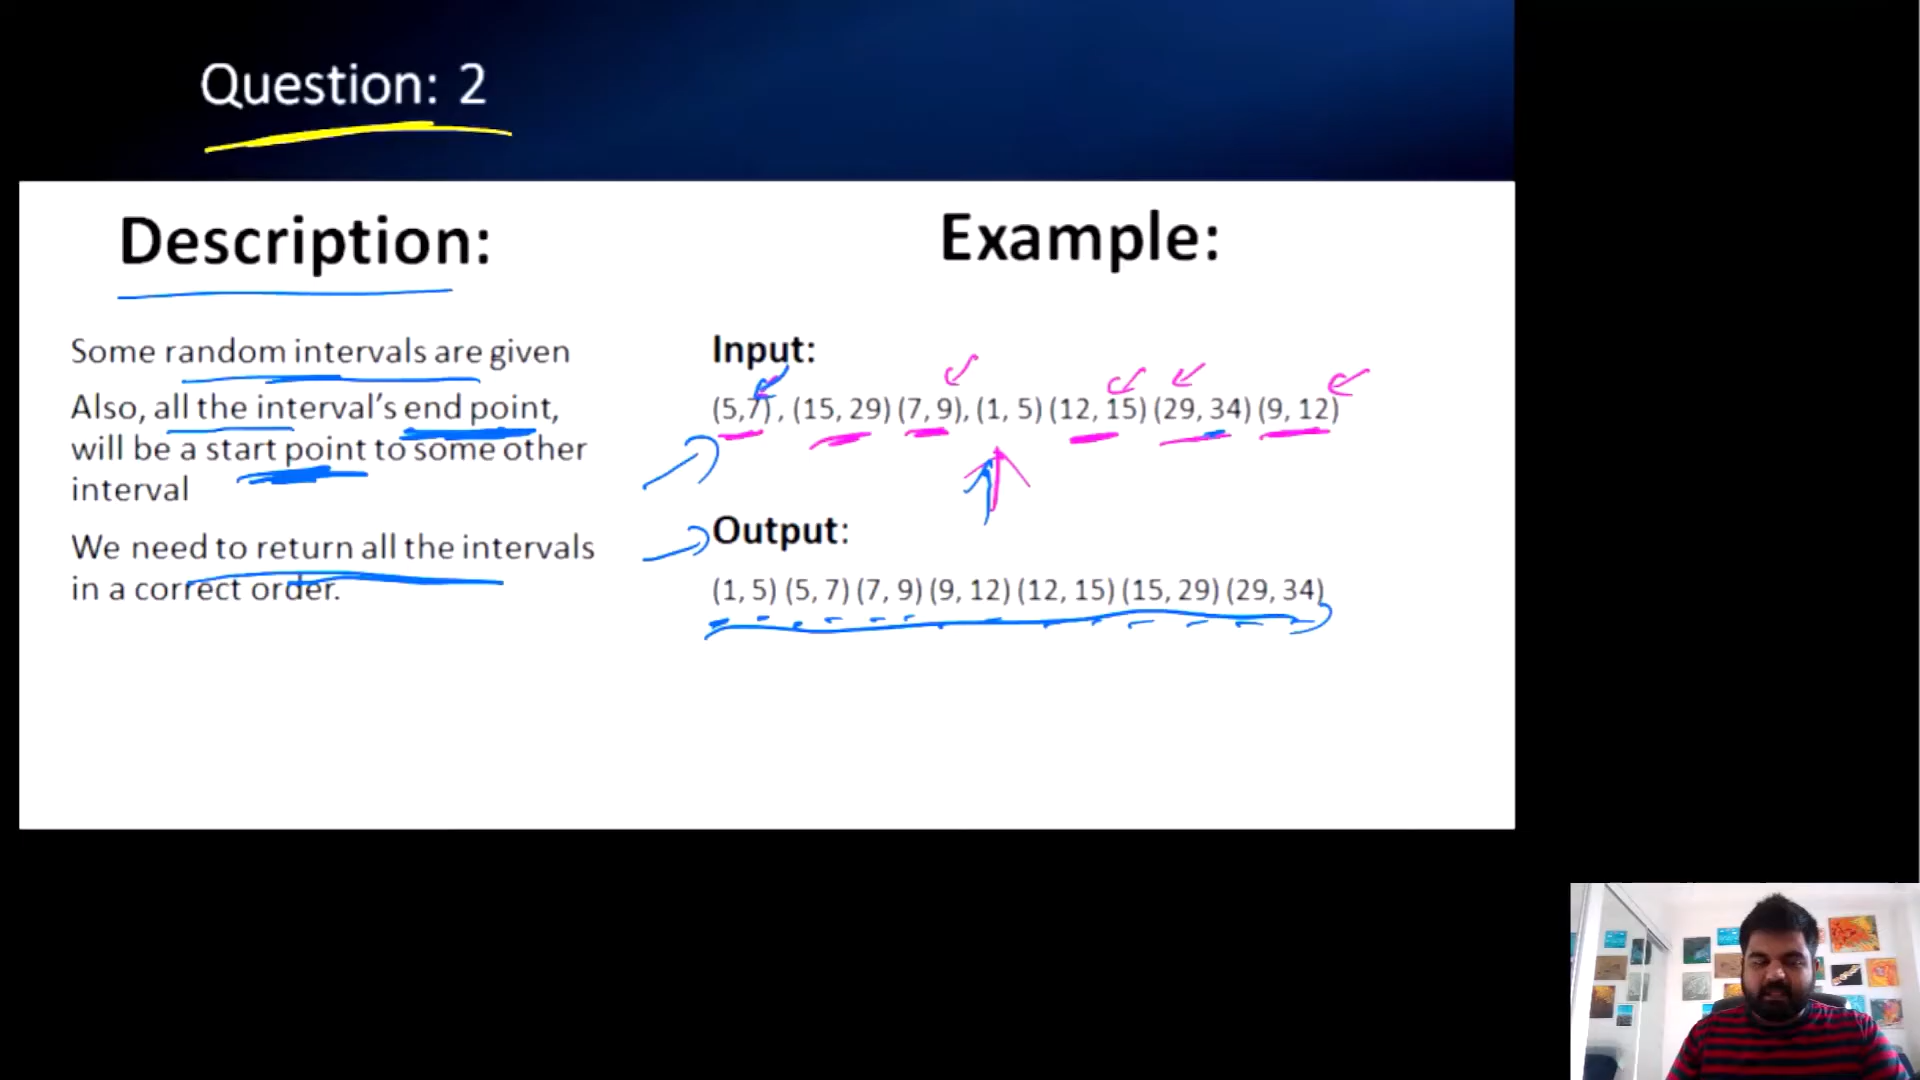 Question: 2
Description:
Some random intervals are given
Also, all the interval's end point,
will be a start point to some other
interval
We need to return all the intervals
in a correct order.
Example:
Input:
(5,7) , (15, 29) (7, 9), (1, 5) (12, 15) (29, 34) (9, 12)
Output:
(1, 5) (5, 7) (7, 9) (9, 12) (12, 15) (15, 29) (29, 34)